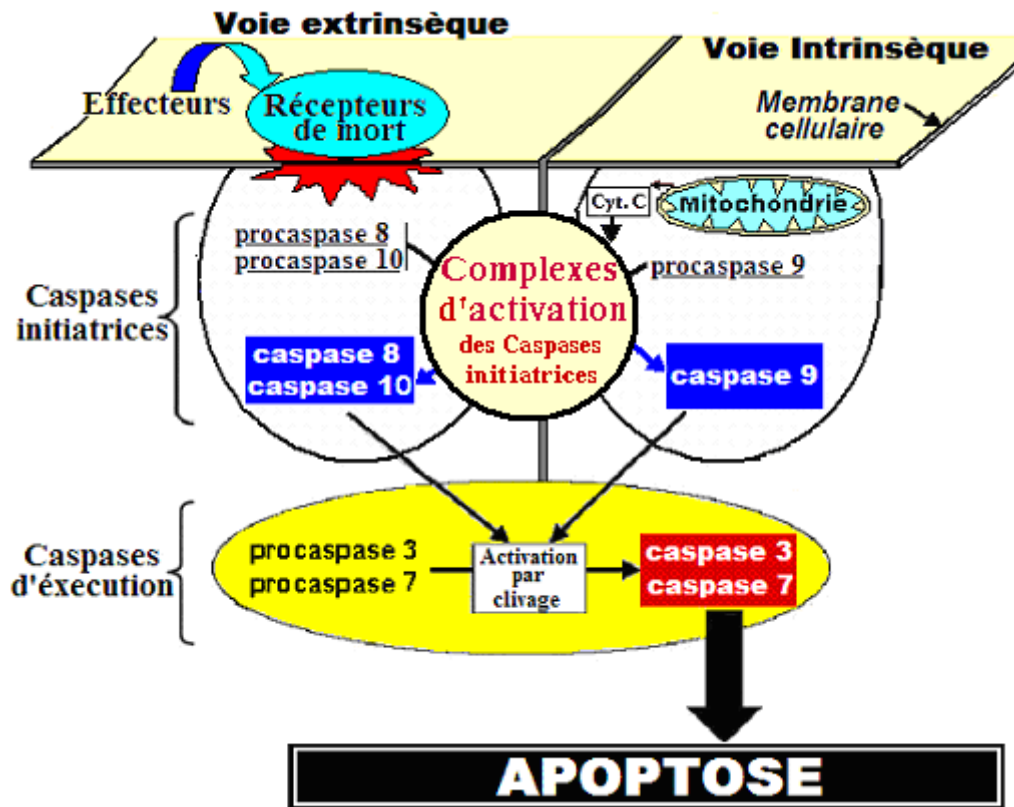 Voie extrinsèque
Voie Intrinsèque
Effecteurs
Récepteurs
de mort
Membrane
cellulaire
Cyt. C
Mitochondrie
procaspase 8
procaspase 10
Complexes
d'activation
des Caspases
initiatrices
procaspase 9
Caspases
initiatrices
caspase 8
caspase 10
caspase 9
Caspases
d'éxecution
procaspase 3
procaspase 7
Activation
par
clivage
caspase 3
caspase 7
APOPTOSE